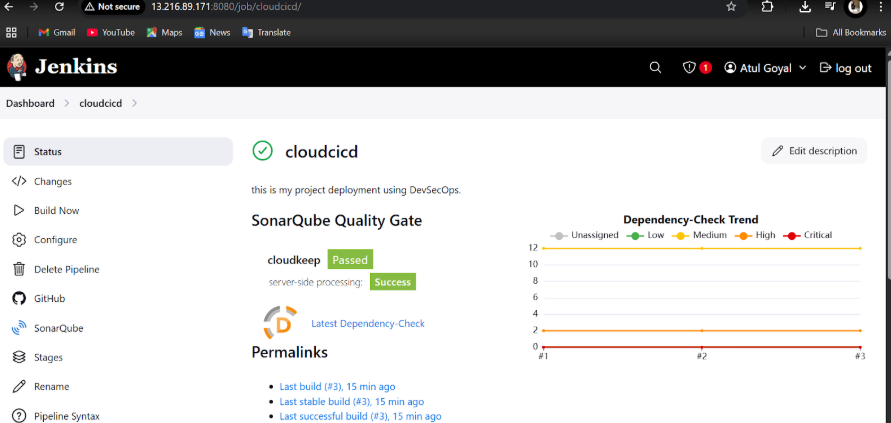 Not secure 13.216.89.171:8080/job/cloudcicd/
Gmail YouTube Maps News Translate All Bookmarks
Jenkins 1 Atul Goyal log out
Dashboard cloudcicd
Status
Changes
Build Now
Configure
Delete Pipeline
GitHub
SonarQube
Stages
Rename
Pipeline Syntax
cloudcicd
Edit description
this is my project deployment using DevSecOps.
SonarQube Quality Gate
cloudkeep Passed
server-side processing: Success
D
Latest Dependency-Check
Permalinks
Last build (#3), 15 min ago
Last stable build (#3), 15 min ago
Last successful build (#3), 15 min ago
Dependency-Check Trend
Unassigned Low Medium High Critical
12
10
8
6
4
2
0
#1 #2 #3